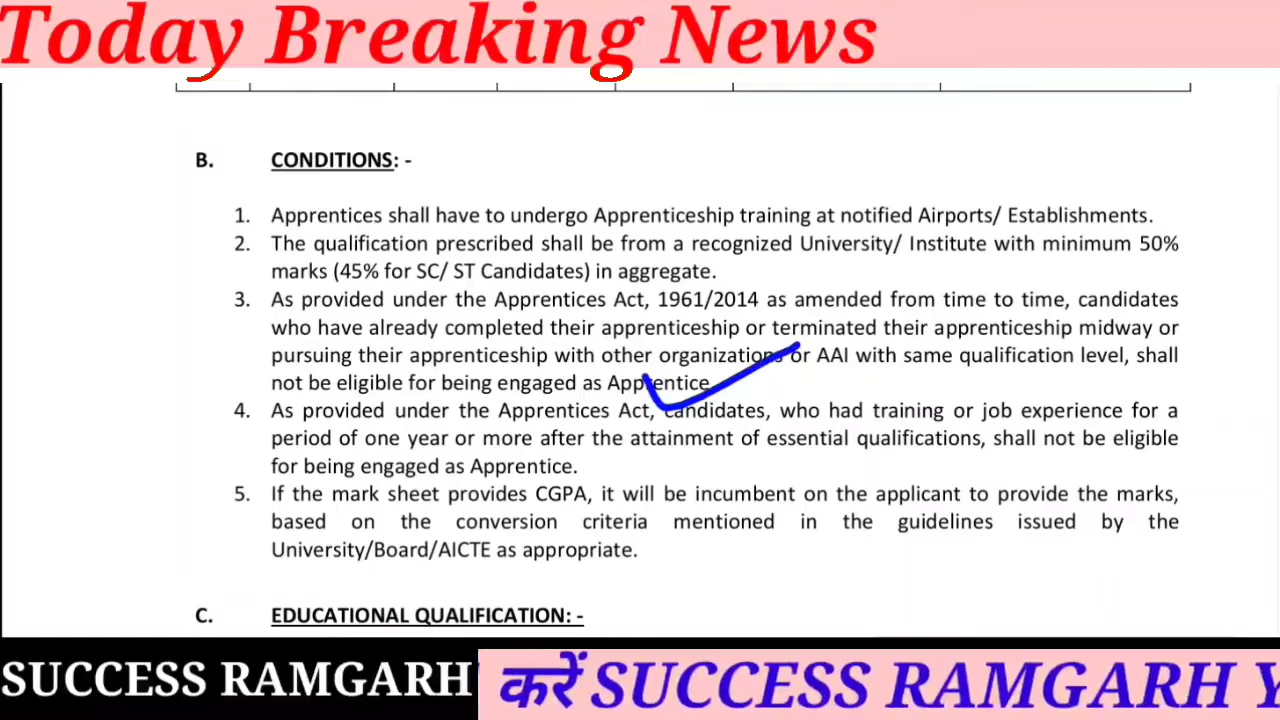 Today Breaking News
B. CONDITIONS: -
1. Apprentices shall have to undergo Apprenticeship training at notified Airports/ Establishments.
2. The qualification prescribed shall be from a recognized University/ Institute with minimum 50%
marks (45% for SC/ ST Candidates) in aggregate.
3. As provided under the Apprentices Act, 1961/2014 as amended from time to time, candidates
who have already completed their apprenticeship or terminated their apprenticeship midway or
pursuing their apprenticeship with other organizations or AAI with same qualification level, shall
not be eligible for being engaged as Apprentice.
4. As provided under the Apprentices Act, candidates, who had training or job experience for a
period of one year or more after the attainment of essential qualifications, shall not be eligible
for being engaged as Apprentice.
5. If the mark sheet provides CGPA, it will be incumbent on the applicant to provide the marks,
based on the conversion criteria mentioned in the guidelines issued by the
University/Board/AICTE as appropriate.
C. EDUCATIONAL QUALIFICATION: -
SUCCESS RAMGARH करें SUCCESS RAMGARH Y